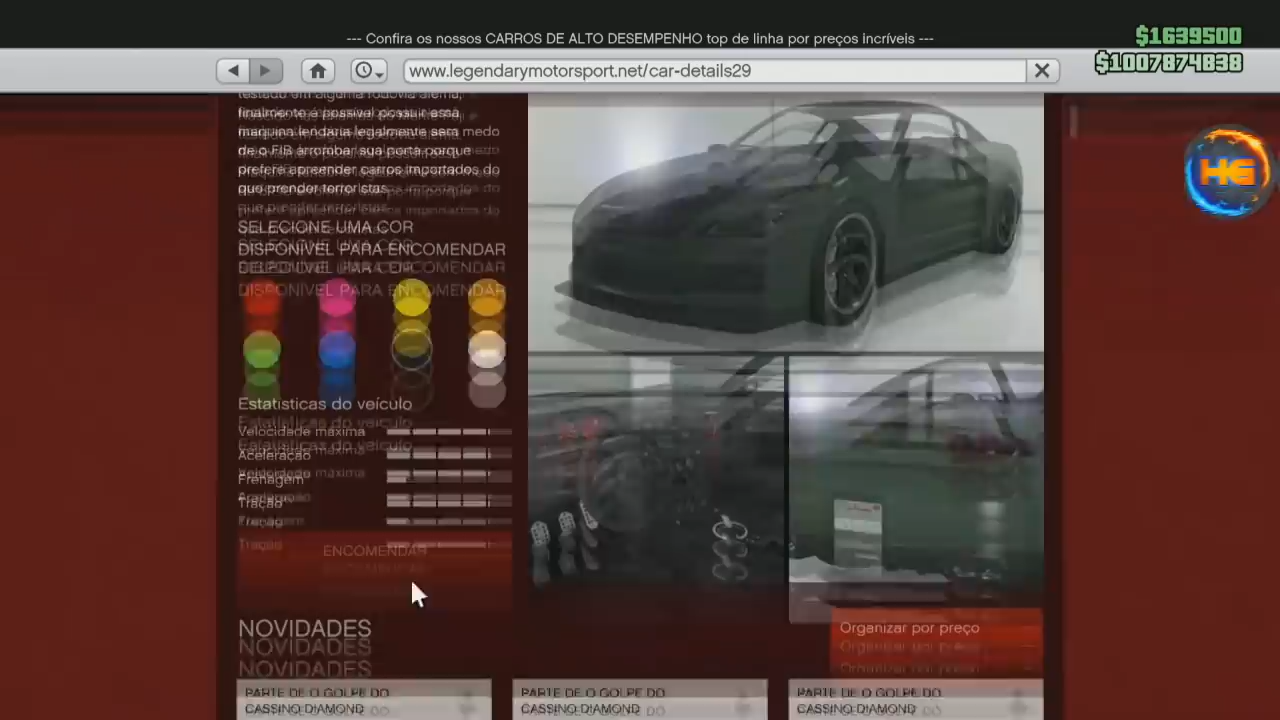 --- Confira os nossos CARROS DE ALTO DESEMPENHO top de linha por preços incríveis ---
$1639500
$1007874838
www.legendarymotorsport.net/car-details29
HG
testado em alguma rodovia alemã,
finalmente é possível possuir essa
máquina lendária legalmente sem medo
de o FIB arrombar sua porta porque
prefere apreender carros importados do
que prender terroristas.
SELECIONE UMA COR
DISPONÍVEL PARA ENCOMENDAR
Estatísticas do veículo
Velocidade máxima
Aceleração
Frenagem
Tração
ENCOMENDAR
NOVIDADES
Organizar por preço
PARTE DE O GOLPE DO
CASSINO DIAMOND
PARTE DE O GOLPE DO
CASSINO DIAMOND
PARTE DE O GOLPE DO
CASSINO DIAMOND